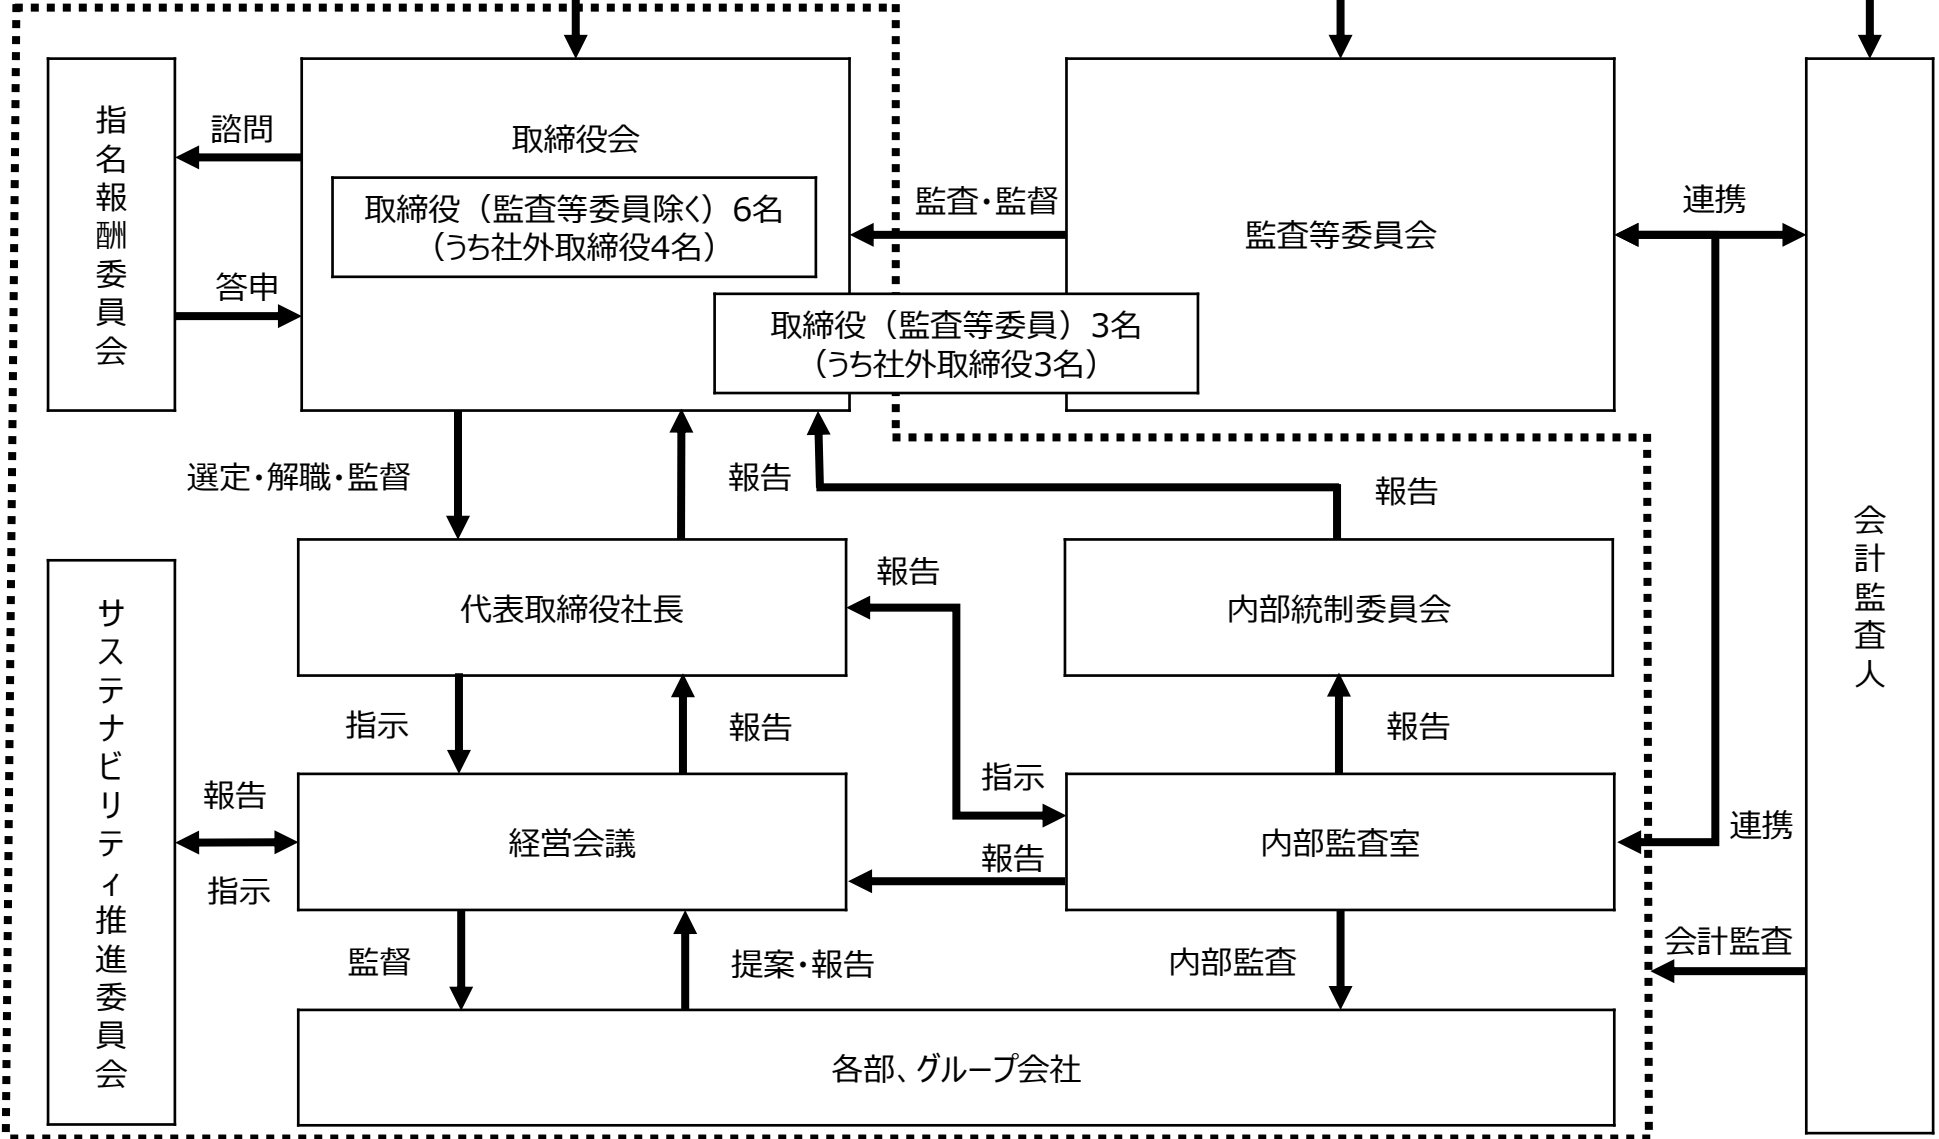 指名報酬委員会
諮問
答申
取締役会
取締役（監査等委員除く）6名
（うち社外取締役4名）
監査・監督
監査等委員会
取締役（監査等委員）3名
（うち社外取締役3名）
連携
会計監査人
選定・解職・監督
報告
報告
代表取締役社長
報告
内部統制委員会
サステナビリティ推進委員会
指示
報告
指示
報告
報告
指示
経営会議
報告
内部監査室
連携
監督
提案・報告
内部監査
会計監査
各部、グループ会社